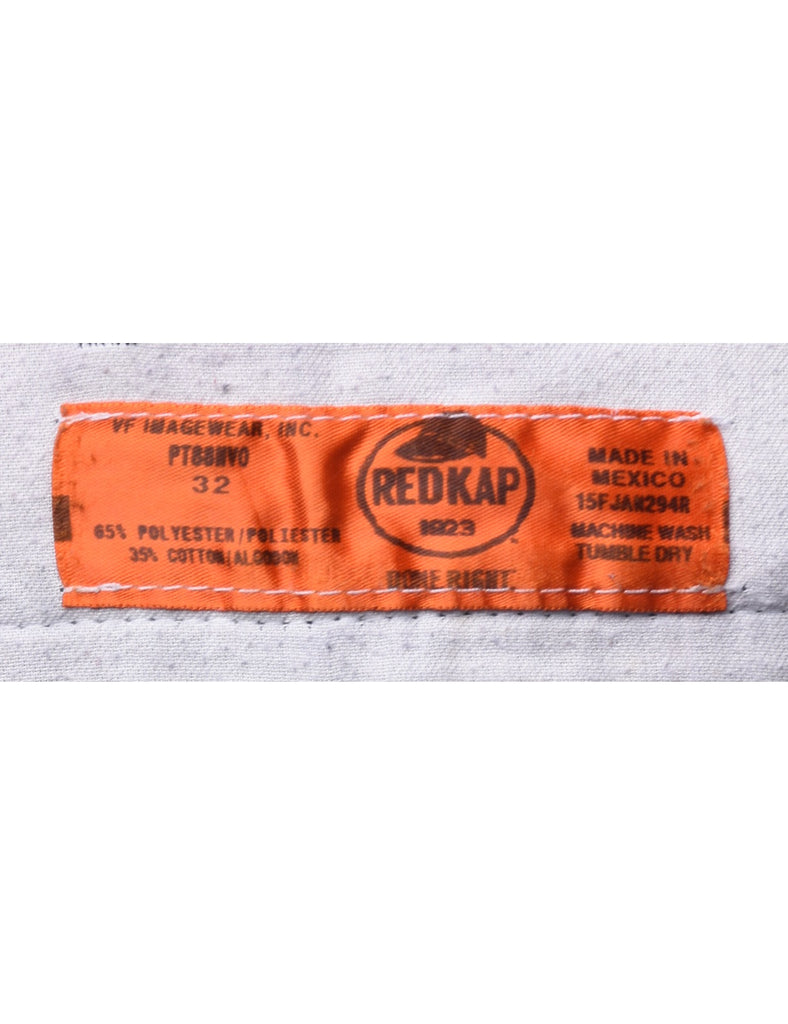 VF IMAGEWEAR, INC.
PT88NVO
32
65% POLYESTER/POLIESTER
35% COTTON/ALGODON
REDKAP
1923
DONE RIGHT
MADE IN
MEXICO
15FJAN294R
MACHINE WASH
TUMBLE DRY